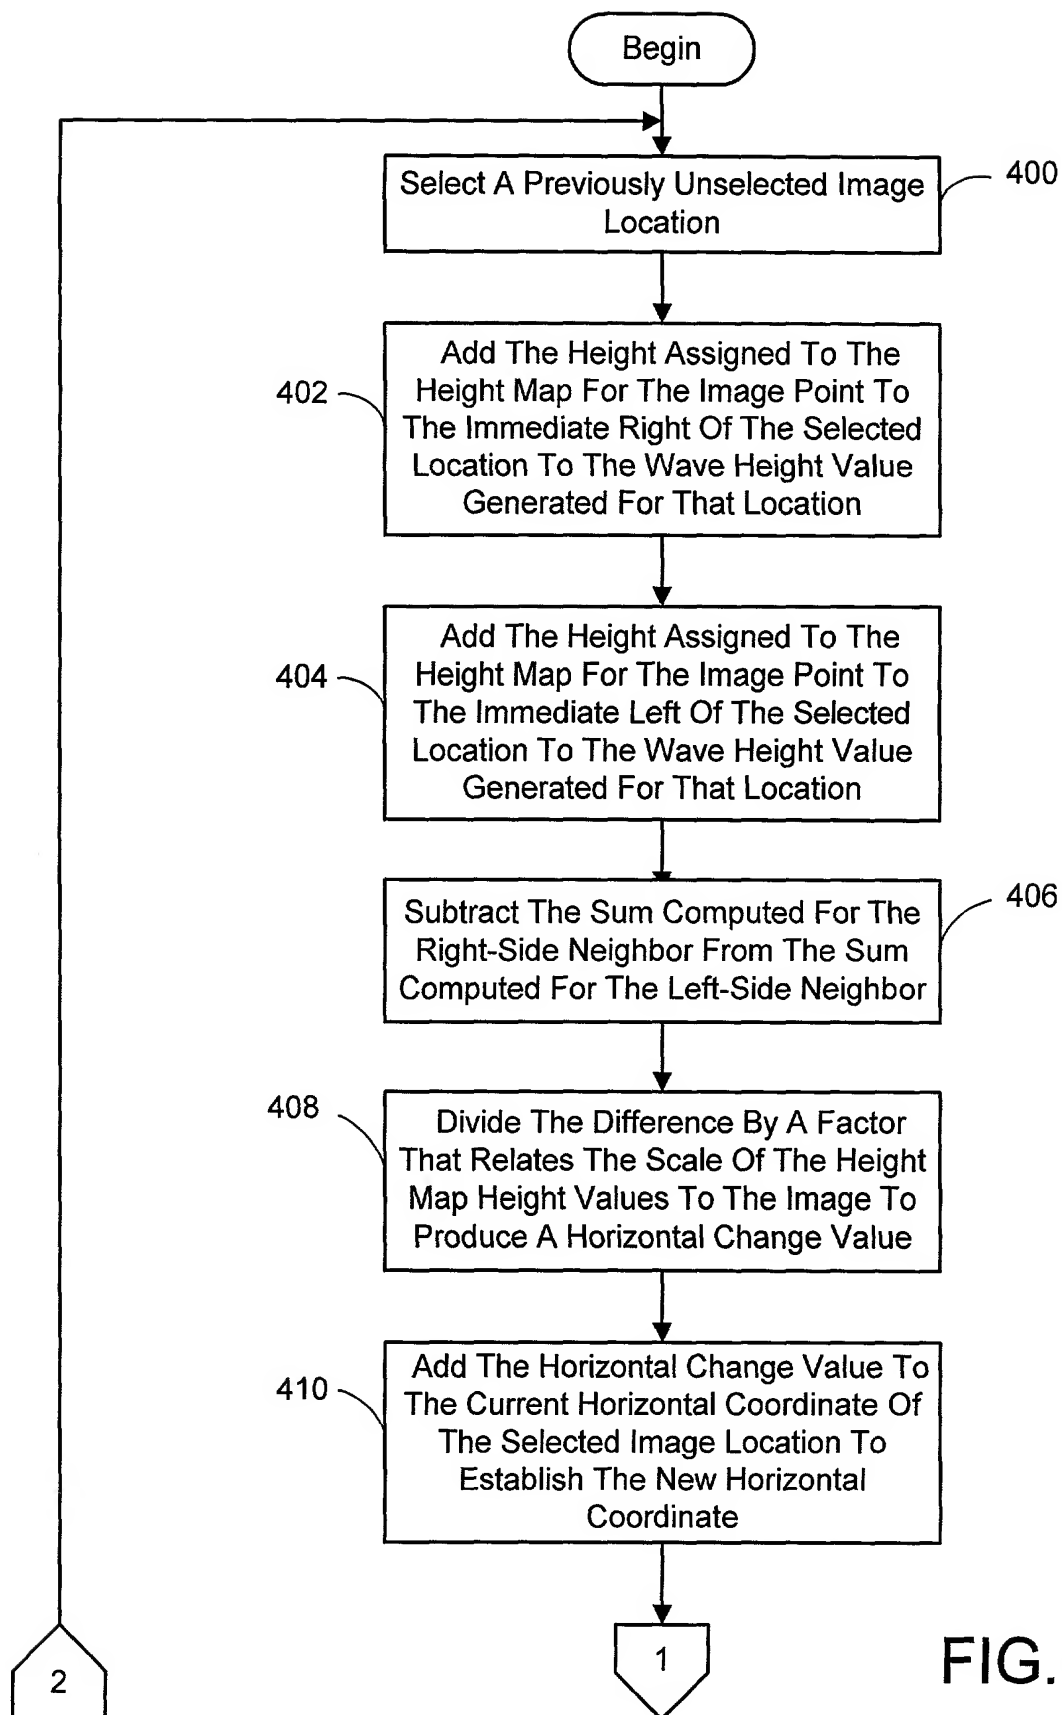 Begin
Select A Previously Unselected Image
Location
400
Add The Height Assigned To The
Height Map For The Image Point To
The Immediate Right Of The Selected
Location To The Wave Height Value
Generated For That Location
402
Add The Height Assigned To The
Height Map For The Image Point To
The Immediate Left Of The Selected
Location To The Wave Height Value
Generated For That Location
404
Subtract The Sum Computed For The
Right-Side Neighbor From The Sum
Computed For The Left-Side Neighbor
406
Divide The Difference By A Factor
That Relates The Scale Of The Height
Map Height Values To The Image To
Produce A Horizontal Change Value
408
Add The Horizontal Change Value To
The Current Horizontal Coordinate Of
The Selected Image Location To
Establish The New Horizontal
Coordinate
410
1
2
FIG.